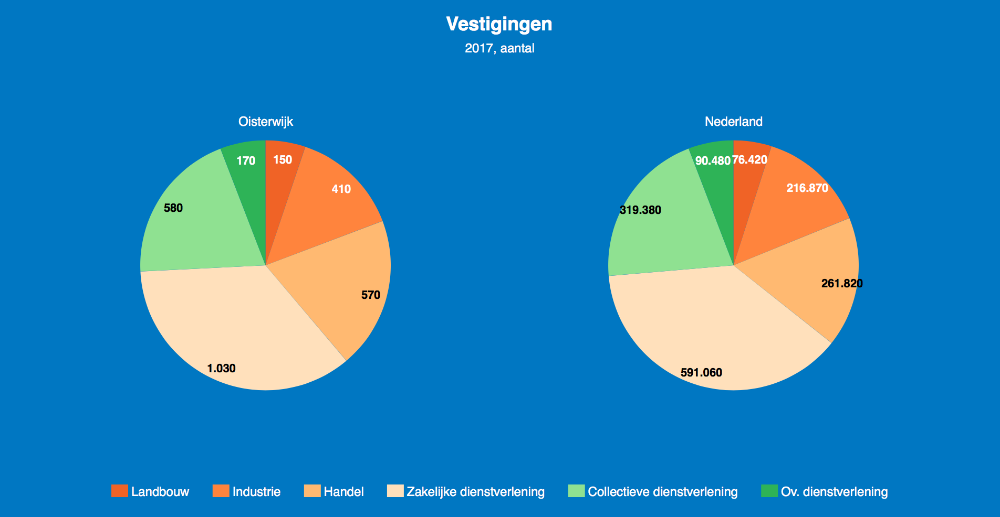 Vestigingen
2017, aantal
Oisterwijk
170
150
410
580
570
1.030
Nederland
90.480
76.420
216.870
319.380
261.820
591.060
Landbouw
Industrie
Handel
Zakelijke dienstverlening
Collectieve dienstverlening
Ov. dienstverlening